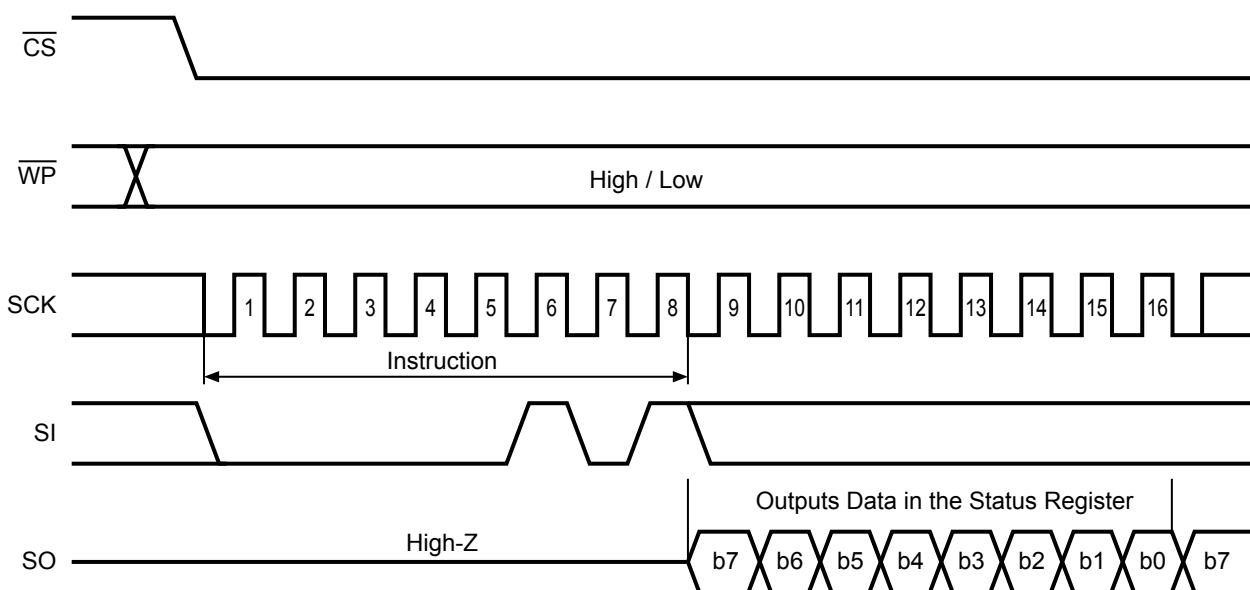 CS
WP
High / Low
SCK
1 2 3 4 5 6 7 8 9 10 11 12 13 14 15 16
Instruction
SI
Outputs Data in the Status Register
SO
High-Z
b7 b6 b5 b4 b3 b2 b1 b0 b7